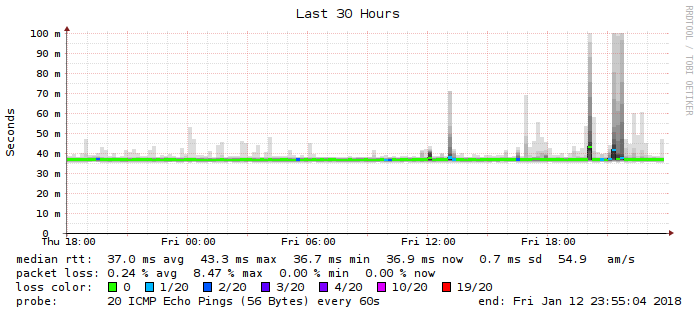 Last 30 Hours
RRDTOOL / TOBI OETIKER
Seconds
100 m
90 m
80 m
70 m
60 m
50 m
40 m
30 m
20 m
10 m
0
Thu 18:00 Fri 00:00 Fri 06:00 Fri 12:00 Fri 18:00
median rtt: 37.0 ms avg 43.3 ms max 36.7 ms min 36.9 ms now 0.7 ms sd 54.9 am/s
packet loss: 0.24 % avg 8.47 % max 0.00 % min 0.00 % now
loss color: 0 1/20 2/20 3/20 4/20 10/20 19/20
probe: 20 ICMP Echo Pings (56 Bytes) every 60s end: Fri Jan 12 23:55:04 2018